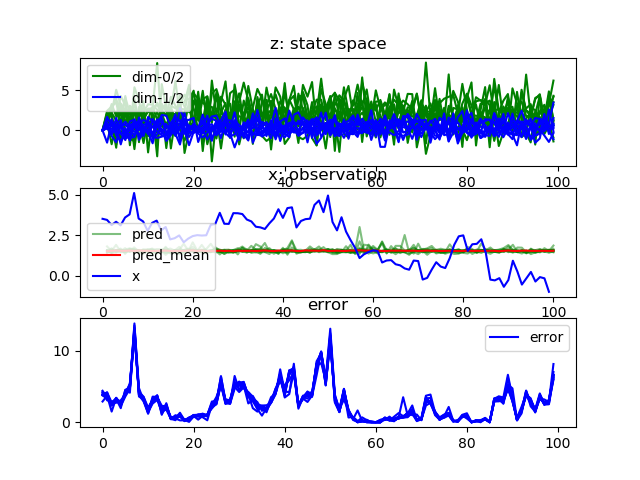 z: state space
5
0
dim-0/2
dim-1/2
0 20 40 60 80 100
x: observation
5.0
2.5
0.0
pred
pred_mean
x
0 20 40 60 80 100
error
10
0
error
0 20 40 60 80 100